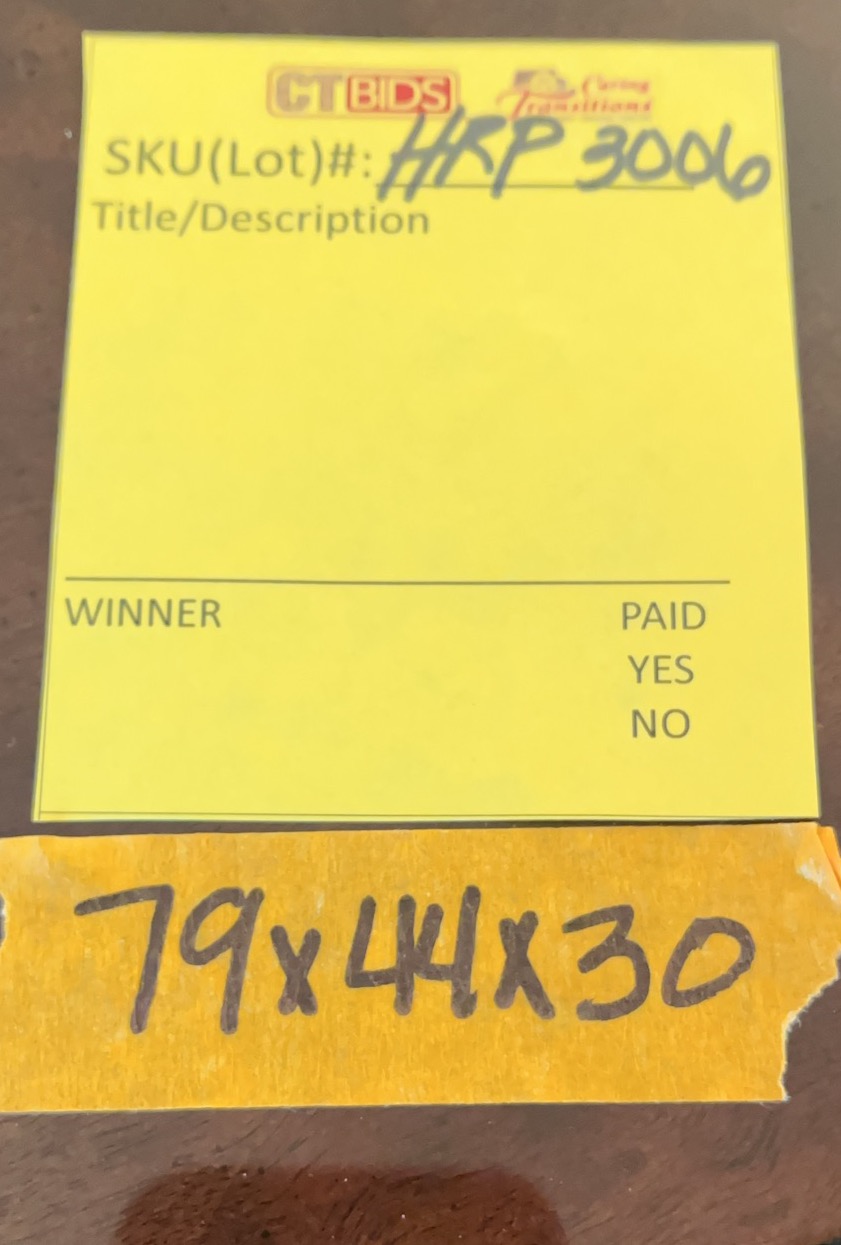 CTBIDS Caring Transitions
SKU(Lot)#: HRP 3006
Title/Description
WINNER PAID
YES
NO
79x44x30